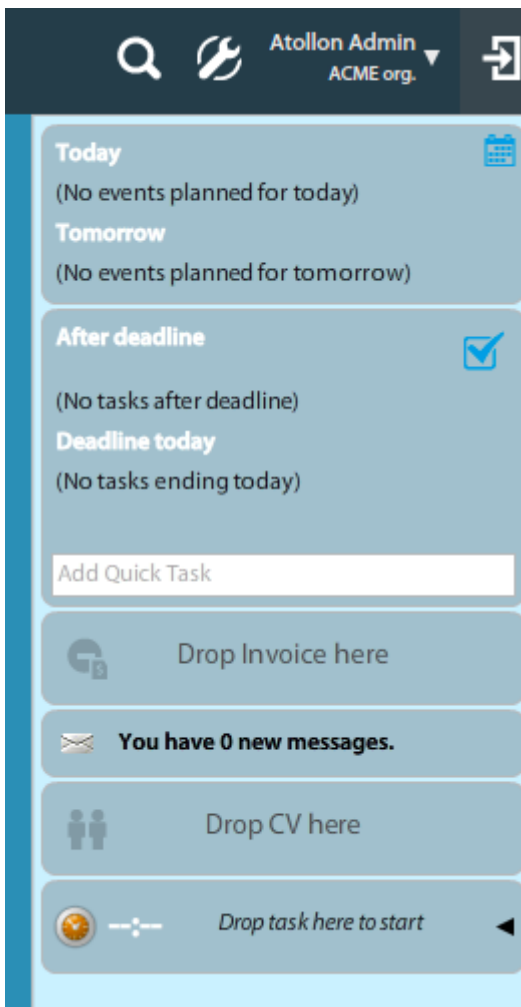 Atollon Admin
ACME org.
Today
(No events planned for today)
Tomorrow
(No events planned for tomorrow)
After deadline
(No tasks after deadline)
Deadline today
(No tasks ending today)
Add Quick Task
Drop Invoice here
You have 0 new messages.
Drop CV here
--:-- Drop task here to start